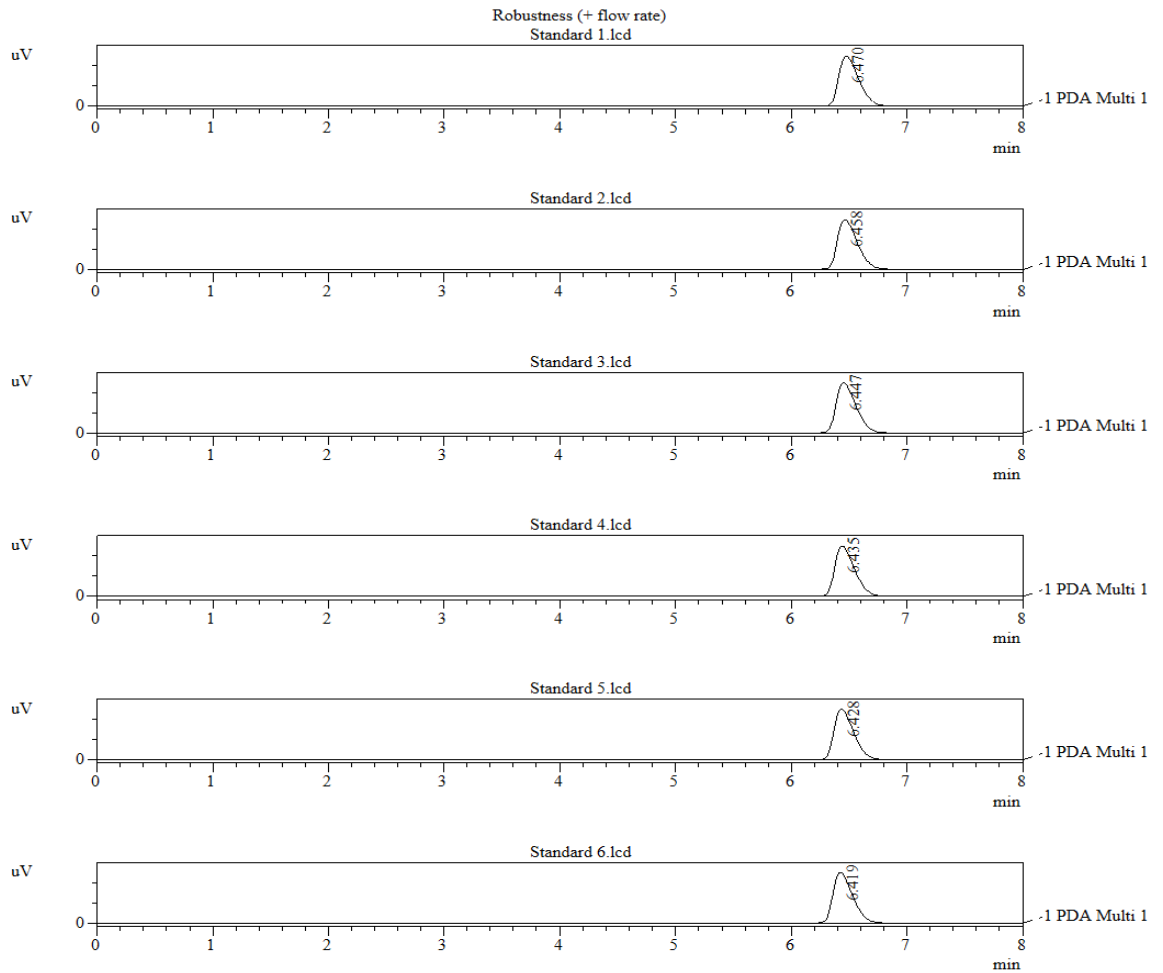 Robustness (+ flow rate)
Standard 1.lcd
uV
6.470
0
-1 PDA Multi 1
0 1 2 3 4 5 6 7 8
min
Standard 2.lcd
uV
6.458
0
-1 PDA Multi 1
0 1 2 3 4 5 6 7 8
min
Standard 3.lcd
uV
6.447
0
-1 PDA Multi 1
0 1 2 3 4 5 6 7 8
min
Standard 4.lcd
uV
6.435
0
-1 PDA Multi 1
0 1 2 3 4 5 6 7 8
min
Standard 5.lcd
uV
6.428
0
-1 PDA Multi 1
0 1 2 3 4 5 6 7 8
min
Standard 6.lcd
uV
6.419
0
-1 PDA Multi 1
0 1 2 3 4 5 6 7 8
min